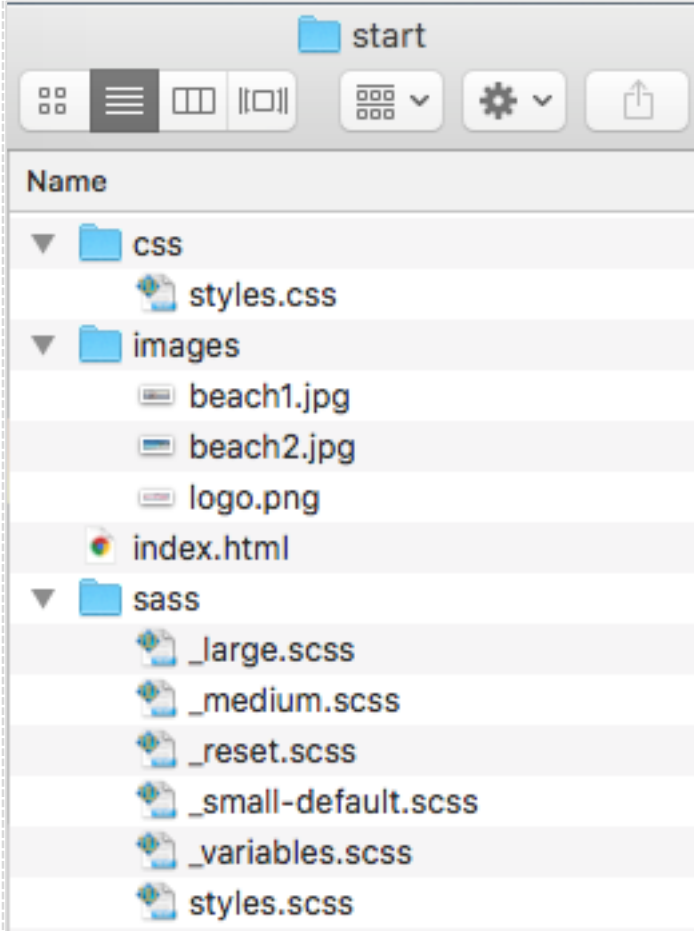 start
Name
css
styles.css
images
beach1.jpg
beach2.jpg
logo.png
index.html
sass
_large.scss
_medium.scss
_reset.scss
_small-default.scss
_variables.scss
styles.scss